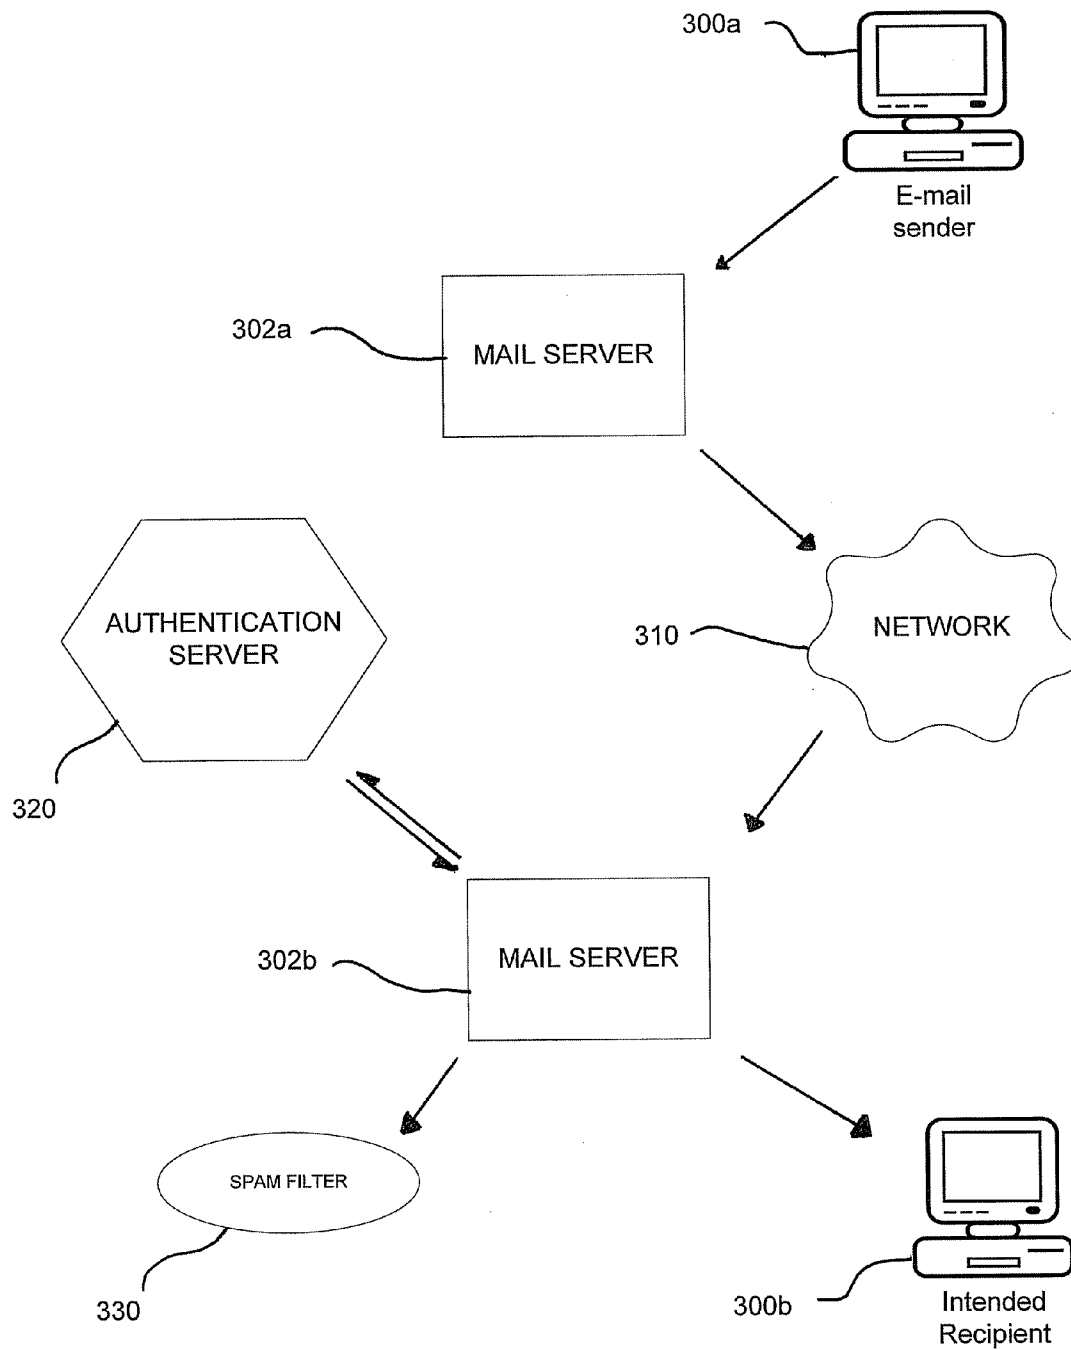 300a
E-mail
sender
302a
MAIL SERVER
AUTHENTICATION
SERVER
310
NETWORK
320
302b
MAIL SERVER
SPAM FILTER
330
300b
Intended
Recipient